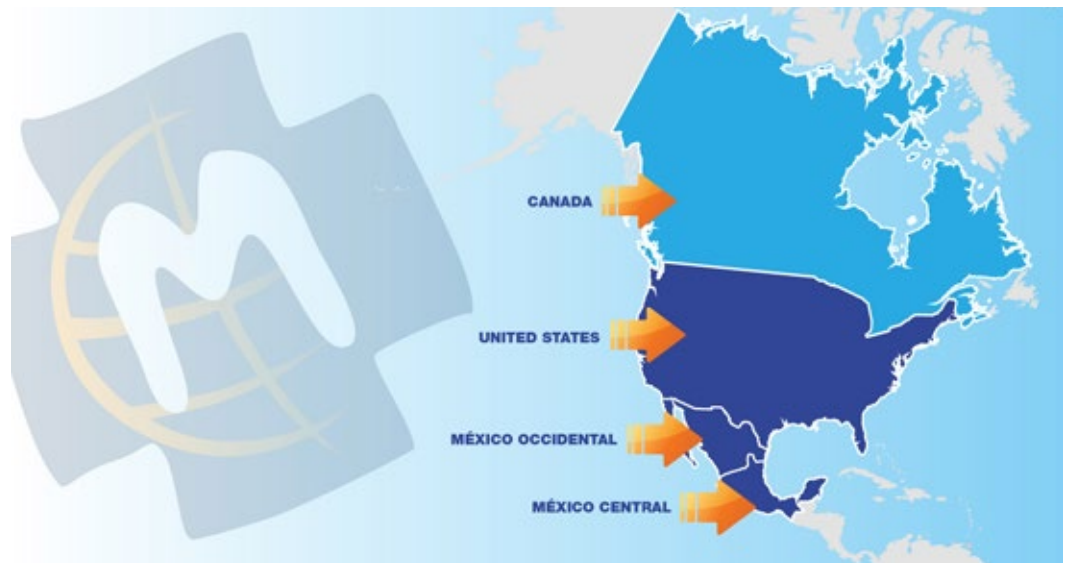 CANADA
UNITED STATES
MÉXICO OCCIDENTAL
MÉXICO CENTRAL
M